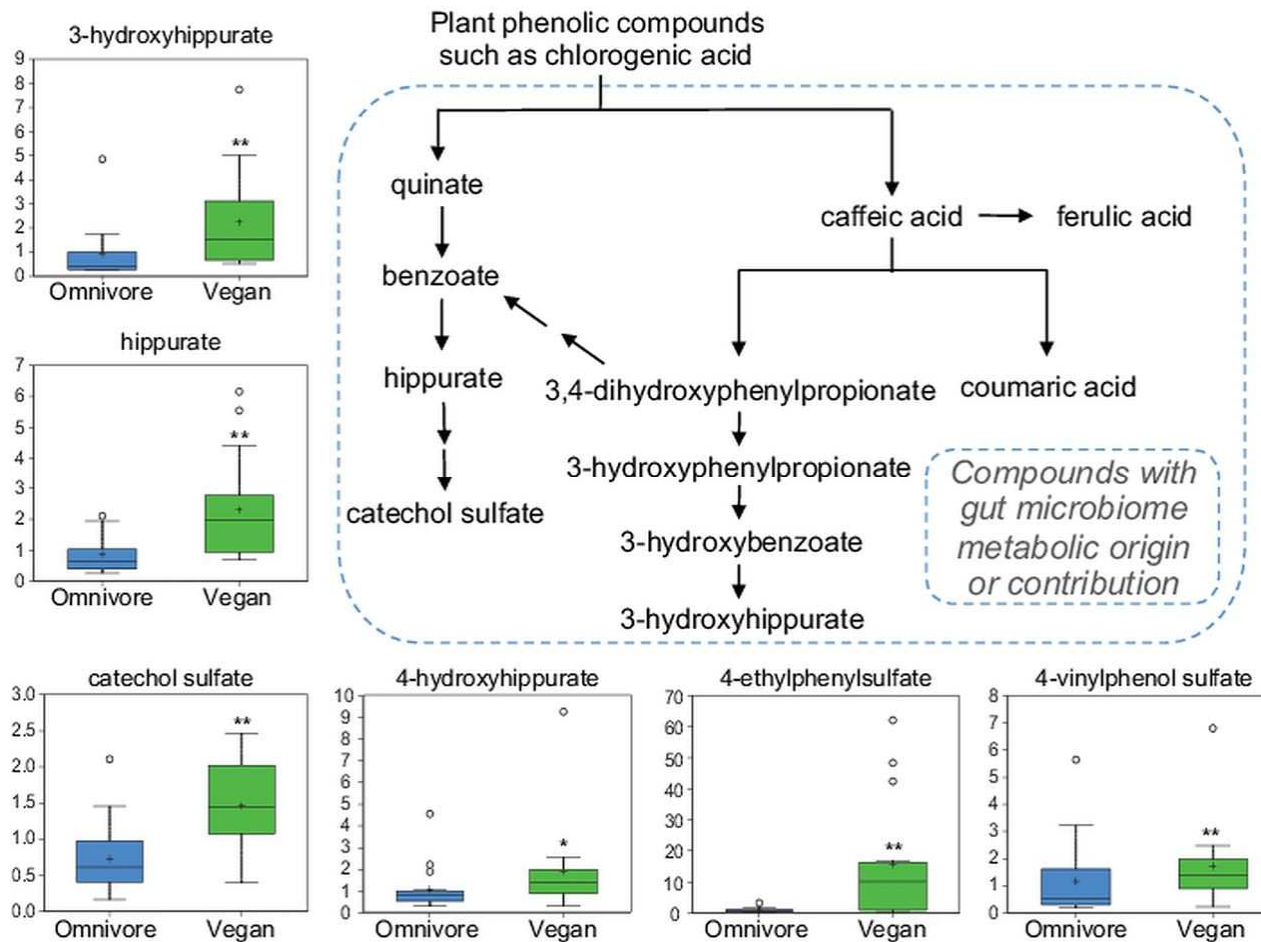 3-hydroxyhippurate
9
8
7
6
5
4
3
2
1
0
**
Omnivore Vegan
hippurate
7
6
5
4
3
2
1
0
**
Omnivore Vegan
Plant phenolic compounds
such as chlorogenic acid
quinate
caffeic acid
ferulic acid
benzoate
hippurate
3,4-dihydroxyphenylpropionate
coumaric acid
3-hydroxyphenylpropionate
catechol sulfate
3-hydroxybenzoate
3-hydroxyhippurate
Compounds with
gut microbiome
metabolic origin
or contribution
catechol sulfate
3.0
2.5
2.0
1.5
1.0
0.5
0.0
**
Omnivore Vegan
4-hydroxyhippurate
10
9
8
7
6
5
4
3
2
1
0
*
Omnivore Vegan
4-ethylphenylsulfate
70
60
50
40
30
20
10
0
**
Omnivore Vegan
4-vinylphenol sulfate
8
7
6
5
4
3
2
1
0
**
Omnivore Vegan